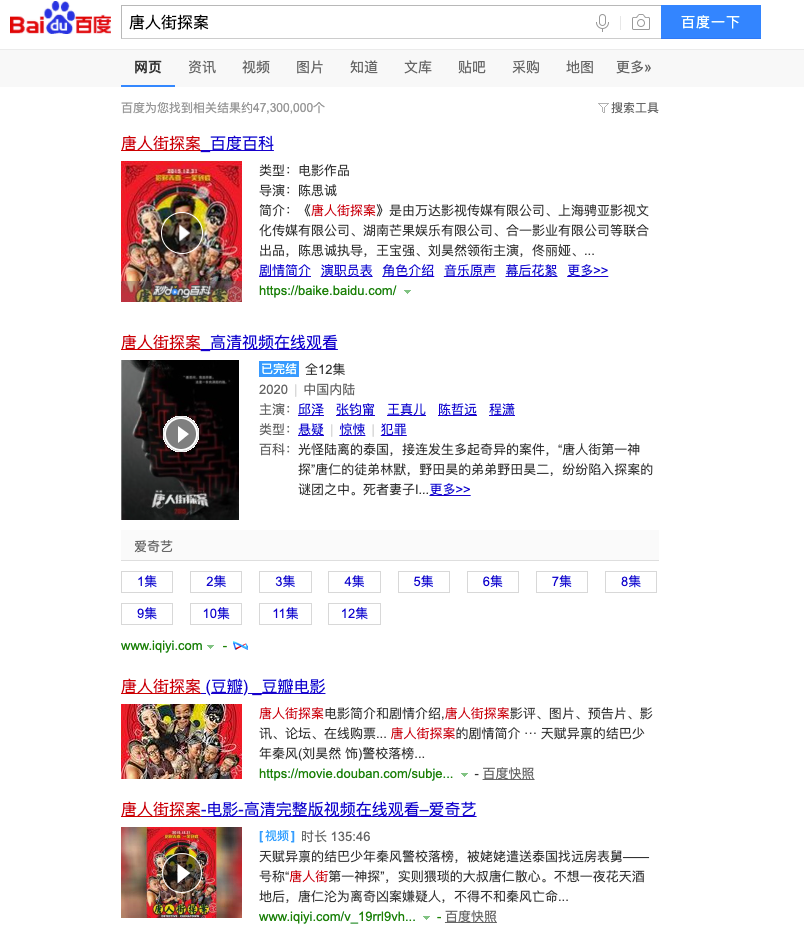 Bai du 百度
唐人街探案
百度一下
网页 资讯 视频 图片 知道 文库 贴吧 采购 地图 更多»
百度为您找到相关结果约47,300,000个
搜索工具
唐人街探案_百度百科
2015.12.31
秒dong百科
类型：电影作品
导演：陈思诚
简介：《唐人街探案》是由万达影视传媒有限公司、上海骋亚影视文
化传媒有限公司、湖南芒果娱乐有限公司、合一影业有限公司等联合
出品，陈思诚执导，王宝强、刘昊然领衔主演，佟丽娅、...
剧情简介 演职员表 角色介绍 音乐原声 幕后花絮 更多>>
https://baike.baidu.com/
唐人街探案_高清视频在线观看
唐人街探案
已完结 全12集
2020 | 中国内陆
主演：邱泽 张钧甯 王真儿 陈哲远 程潇
类型：悬疑 | 惊悚 | 犯罪
百科：光怪陆离的泰国，接连发生多起奇异的案件，“唐人街第一神
探”唐仁的徒弟林默，野田昊的弟弟野田昊二，纷纷陷入探案的
谜团之中。死者妻子I...更多>>
爱奇艺
1集 2集 3集 4集 5集 6集 7集 8集
9集 10集 11集 12集
www.iqiyi.com -
唐人街探案 (豆瓣) _豆瓣电影
唐人街探案电影简介和剧情介绍,唐人街探案影评、图片、预告片、影
讯、论坛、在线购票... 唐人街探案的剧情简介 ··· 天赋异禀的结巴少
年秦风(刘昊然 饰)警校落榜...
https://movie.douban.com/subje... - 百度快照
唐人街探案-电影-高清完整版视频在线观看–爱奇艺
唐人街探案
[视频] 时长 135:46
天赋异禀的结巴少年秦风警校落榜，被姥姥遣送泰国找远房表舅——
号称“唐人街第一神探”，实则猥琐的大叔唐仁散心。不想一夜花天酒
地后，唐仁沦为离奇凶案嫌疑人，不得不和秦风亡命...
www.iqiyi.com/v_19rrl9vh... - 百度快照